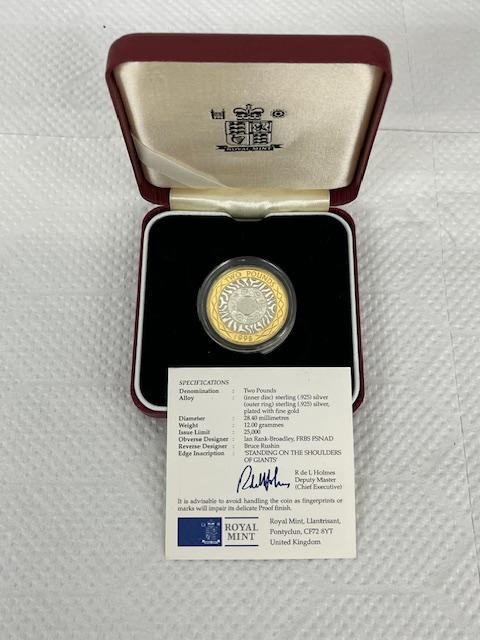 ROYAL MINT
TWO POUNDS
1998
SPECIFICATIONS
Denomination : Two Pounds
Alloy : (inner disc) sterling (.925) silver
(outer ring) sterling (.925) silver,
plated with fine gold
Diameter : 28.40 millimetres
Weight : 12.00 grammes
Issue Limit : 25,000
Obverse Designer : Ian Rank-Broadley, FRBS FSNAD
Reverse Designer : Bruce Rushin
Edge Inscription : 'STANDING ON THE SHOULDERS
OF GIANTS'
R de L Holmes
Deputy Master
(Chief Executive)
It is advisable to avoid handling the coin as fingerprints or
marks will impair its delicate Proof finish.
ROYAL
MINT
Royal Mint, Llantrisant,
Pontyclun, CF72 8YT
United Kingdom